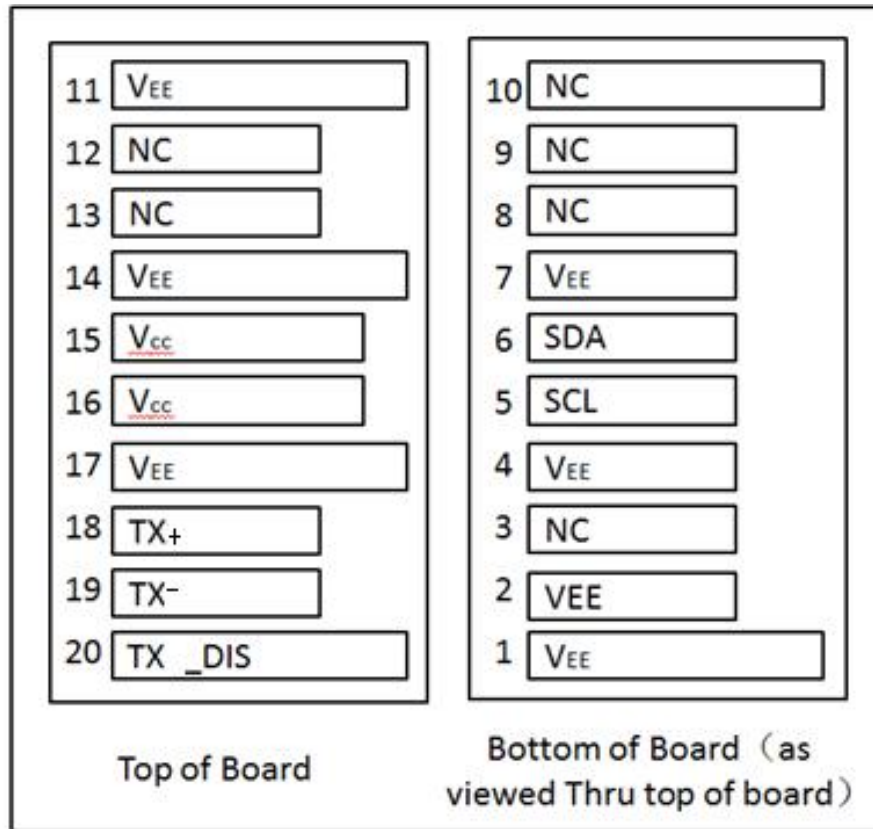 11 VEE
12 NC
13 NC
14 VEE
15 Vcc
16 Vcc
17 VEE
18 TX+
19 TX-
20 TX _DIS
Top of Board
10 NC
9 NC
8 NC
7 VEE
6 SDA
5 SCL
4 VEE
3 NC
2 VEE
1 VEE
Bottom of Board（as
viewed Thru top of board）